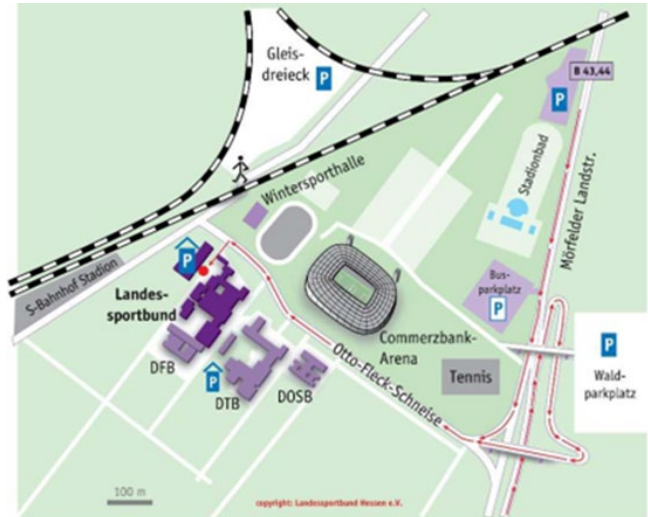 Gleis-
dreieck
P
B 43,44
P
Stadionbad
Mörfelder Landstr.
Wintersporthalle
S-Bahnhof Stadion
P
Landes-
sportbund
Bus-
parkplatz
P
Commerzbank-
Arena
Otto-Fleck-Schneise
Tennis
P
Wald-
parkplatz
DFB
P
DTB
DOSB
100 m
copyright: Landessportbund Hessen e.V.